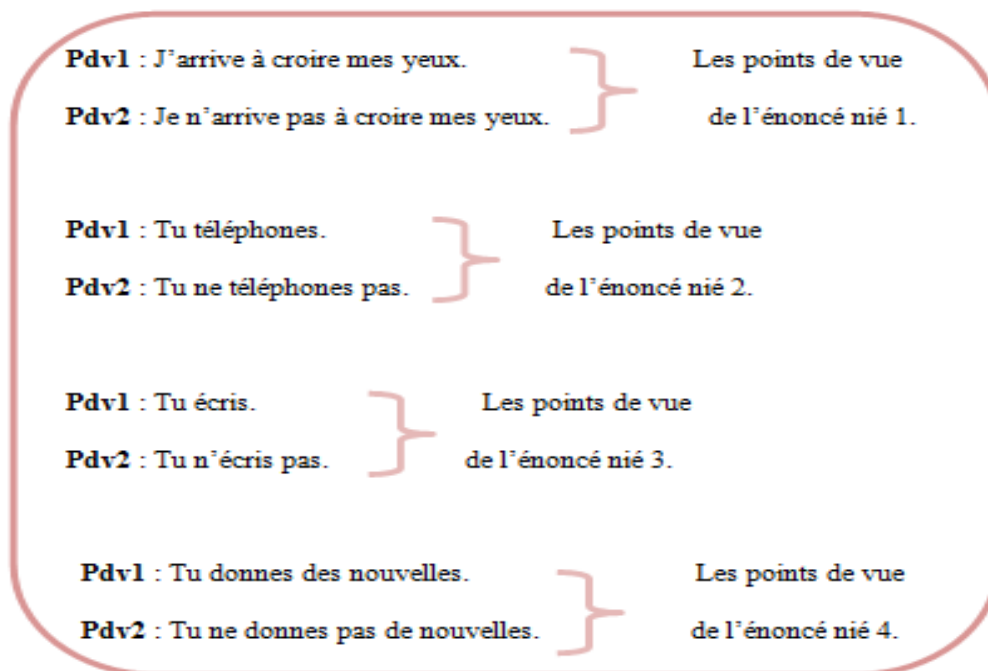 Pdv1 : J’arrive à croire mes yeux. Les points de vue
Pdv2 : Je n’arrive pas à croire mes yeux. de l’énoncé nié 1.
Pdv1 : Tu téléphones. Les points de vue
Pdv2 : Tu ne téléphones pas. de l’énoncé nié 2.
Pdv1 : Tu écris. Les points de vue
Pdv2 : Tu n’écris pas. de l’énoncé nié 3.
Pdv1 : Tu donnes des nouvelles. Les points de vue
Pdv2 : Tu ne donnes pas de nouvelles. de l’énoncé nié 4.